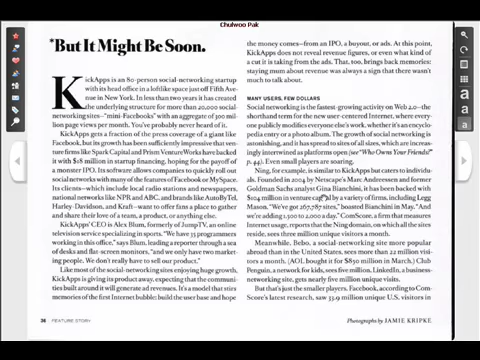 Chulwoo Pak
*But It Might Be Soon.
KickApps is an 80-person social-networking startup
with its head office in a loftlike space just off Fifth Ave-
nue in New York. In less than two years it has created
the underlying structure for more than 20,000 social-
networking sites–"mini-Facebooks" with an aggregate of 300 mil-
lion page views per month. You've probably never heard of it.
KickApps gets a fraction of the press coverage of a giant like
Facebook, but its growth has been sufficiently impressive that ven-
ture firms like Spark Capital and Prism VentureWorks have backed
it with $18 million in startup financing, hoping for the payoff of
a monster IPO. Its software allows companies to quickly roll out
social networks with many of the features of Facebook or MySpace.
Its clients—which include local radio stations and newspapers,
national networks like NPR and ABC, and brands like AutoByTel,
Harley-Davidson, and Kraft—want to offer fans a place to gather
and share their love of a team, a product, or anything else.
KickApps' CEO is Alex Blum, formerly of JumpTV, an online
television service specializing in sports. "We have 35 programmers
working in this office," says Blum, leading a reporter through a sea
of desks and flat-screen monitors, "and we only have two market-
ing people. We don't really have to sell our product."
Like most of the social-networking sites enjoying huge growth,
KickApps is giving its product away, expecting that the
communities built around it will generate ad revenues. It's a model that stirs
memories of the first Internet bubble: build the user base and hope
36 FEATURE STORY
the money comes—from an IPO, a buyout, or ads. At this point,
KickApps does not reveal revenue figures, or even what kind of
a cut it is taking from the ads. That, too, brings back memories:
staying mum about revenue was always a sign that there wasn't
much to talk about.
MANY USERS, FEW DOLLARS
Social networking is the fastest-growing activity on Web 2.0—the
shorthand term for the new user-centered Internet, where every-
one publicly modifies everyone else's work, whether it's an encyclo-
pedia entry or a photo album. The growth of social networking is
astonishing, and it has spread to sites of all sizes, which are increas-
ingly intertwined as platforms open (see "Who Owns Your Friends?"
p. 44). Even small players are soaring.
Ning, for example, is similar to KickApps but caters to individu-
als. Founded in 2004 by Netscape's Marc Andreessen and former
Goldman Sachs analyst Gina Bianchini, it has been backed with
$104 million in venture capital by a variety of firms, including Legg
Mason. "We've got 267,787 sites," boasted Bianchini in May. "And
we're adding 1,500 to 2,000 a day." ComScore, a firm that measures
Internet usage, reports that the Ning domain, on which all the sites
reside, sees three million unique visitors a month.
Meanwhile, Bebo, a social-networking site more popular
abroad than in the United States, sees more than 22 million visitors
a month. (AOL bought it for $850 million in March.) Club
Penguin, a network for kids, sees five million. LinkedIn, a business-
networking site, gets nearly five million unique visits.
But that's just the smaller players. Facebook, according to Com-
Score's latest research, saw 33.9 million unique U.S. visitors in
Photographs by JAMIE KRIPKE